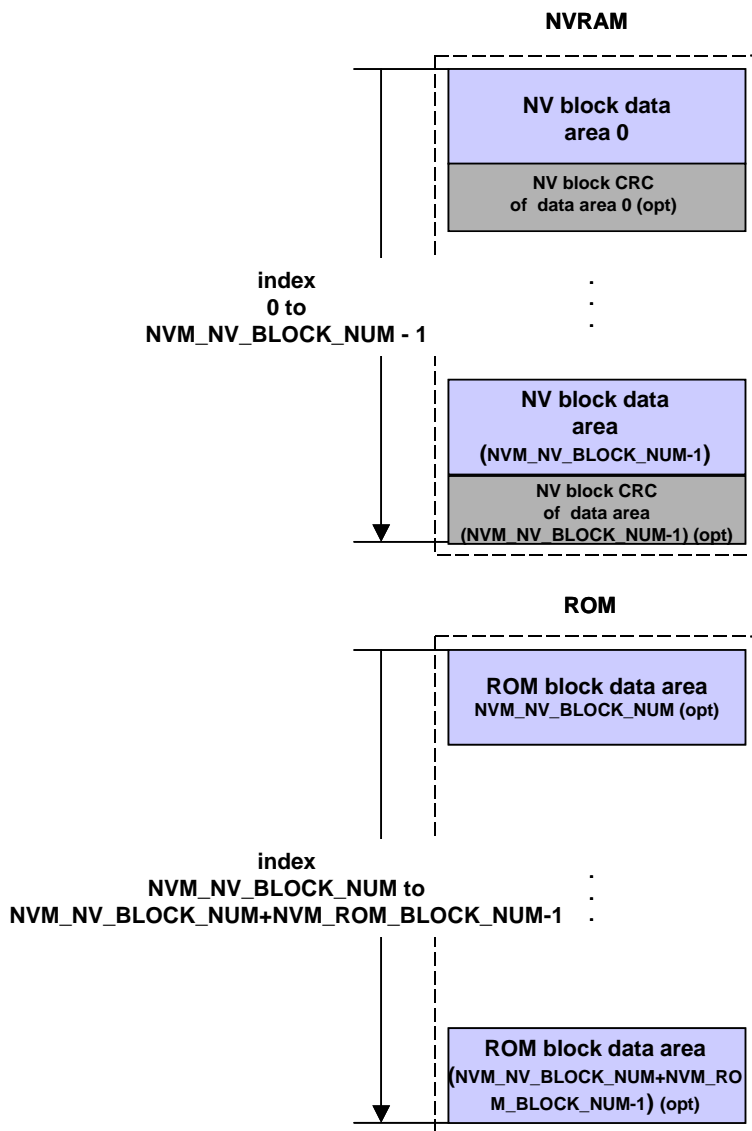 NVRAM
NV block data
area 0
NV block CRC
of data area 0 (opt)
index
0 to
NVM_NV_BLOCK_NUM - 1
.
.
.
NV block data
area
(NVM_NV_BLOCK_NUM-1)
NV block CRC
of data area
(NVM_NV_BLOCK_NUM-1) (opt)
ROM
ROM block data area
NVM_NV_BLOCK_NUM (opt)
index
NVM_NV_BLOCK_NUM to
NVM_NV_BLOCK_NUM+NVM_ROM_BLOCK_NUM-1
.
.
.
ROM block data area
(NVM_NV_BLOCK_NUM+NVM_RO
M_BLOCK_NUM-1) (opt)